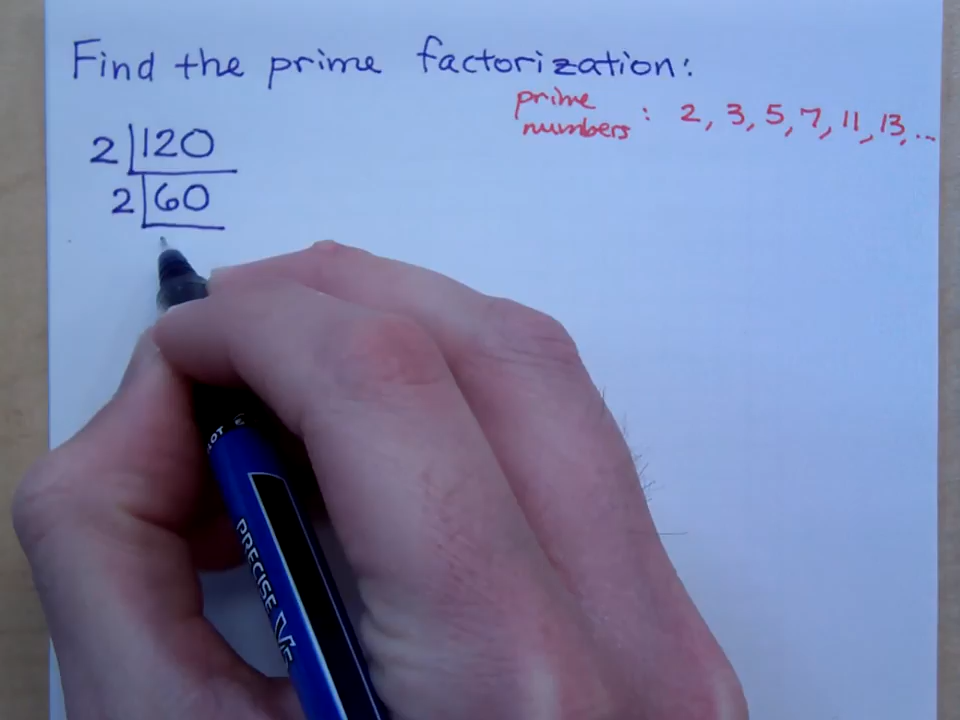 Find the prime factorization:
prime numbers : 2, 3, 5, 7, 11, 13, ...
2 120
2 60
PRECISE V5